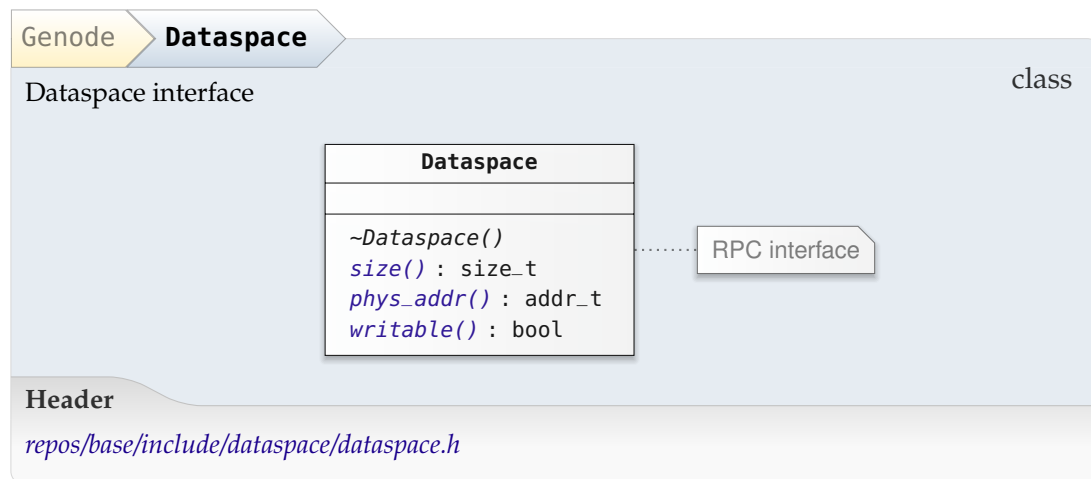 Genode Dataspace
class
Dataspace interface
Dataspace
~Dataspace()
size() : size_t
phys_addr() : addr_t
writable() : bool
RPC interface
Header
repos/base/include/dataspace/dataspace.h